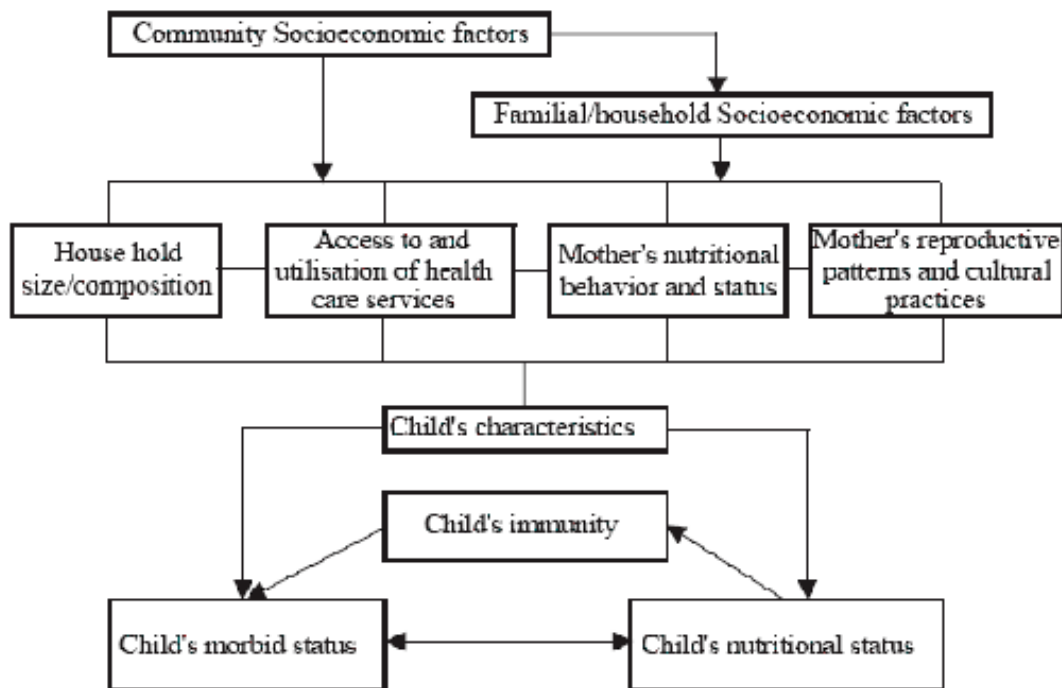 Community Socioeconomic factors
Familial/household Socioeconomic factors
House hold
size/composition
Access to and
utilisation of health
care services
Mother's nutritional
behavior and status
Mother's reproductive
patterns and cultural
practices
Child's characteristics
Child's immunity
Child's morbid status
Child's nutritional status